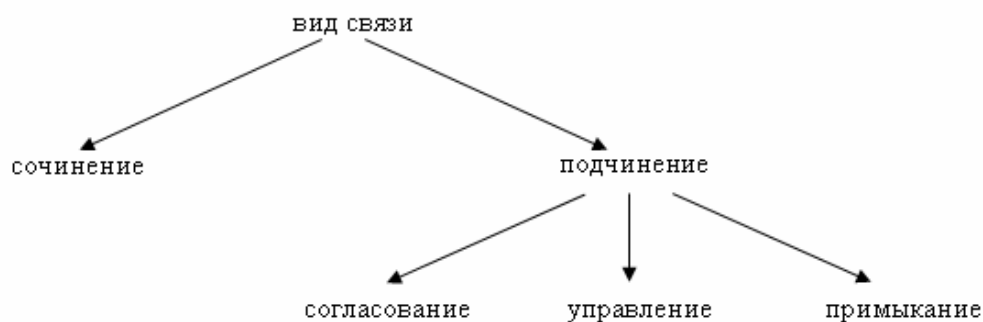 вид связи
сочинение
подчинение
согласование
управление
примыкание